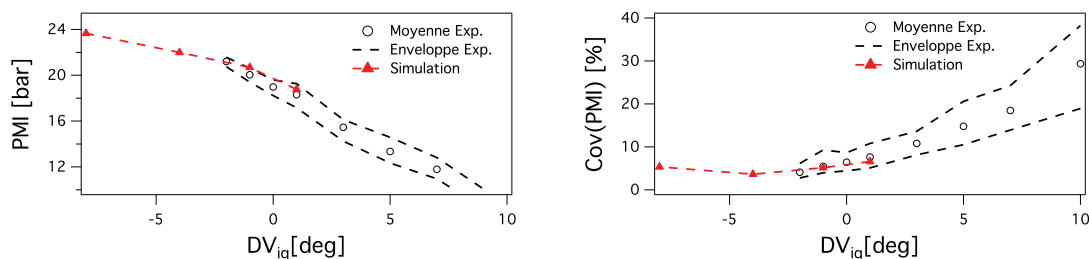 PMI [bar]
24
20
16
12
-5
0
5
10
DV_ig[deg]
Moyenne Exp.
Enveloppe Exp.
Simulation
Cov(PMI) [%]
40
30
20
10
0
-5
0
5
10
DV_ig[deg]
Moyenne Exp.
Enveloppe Exp.
Simulation